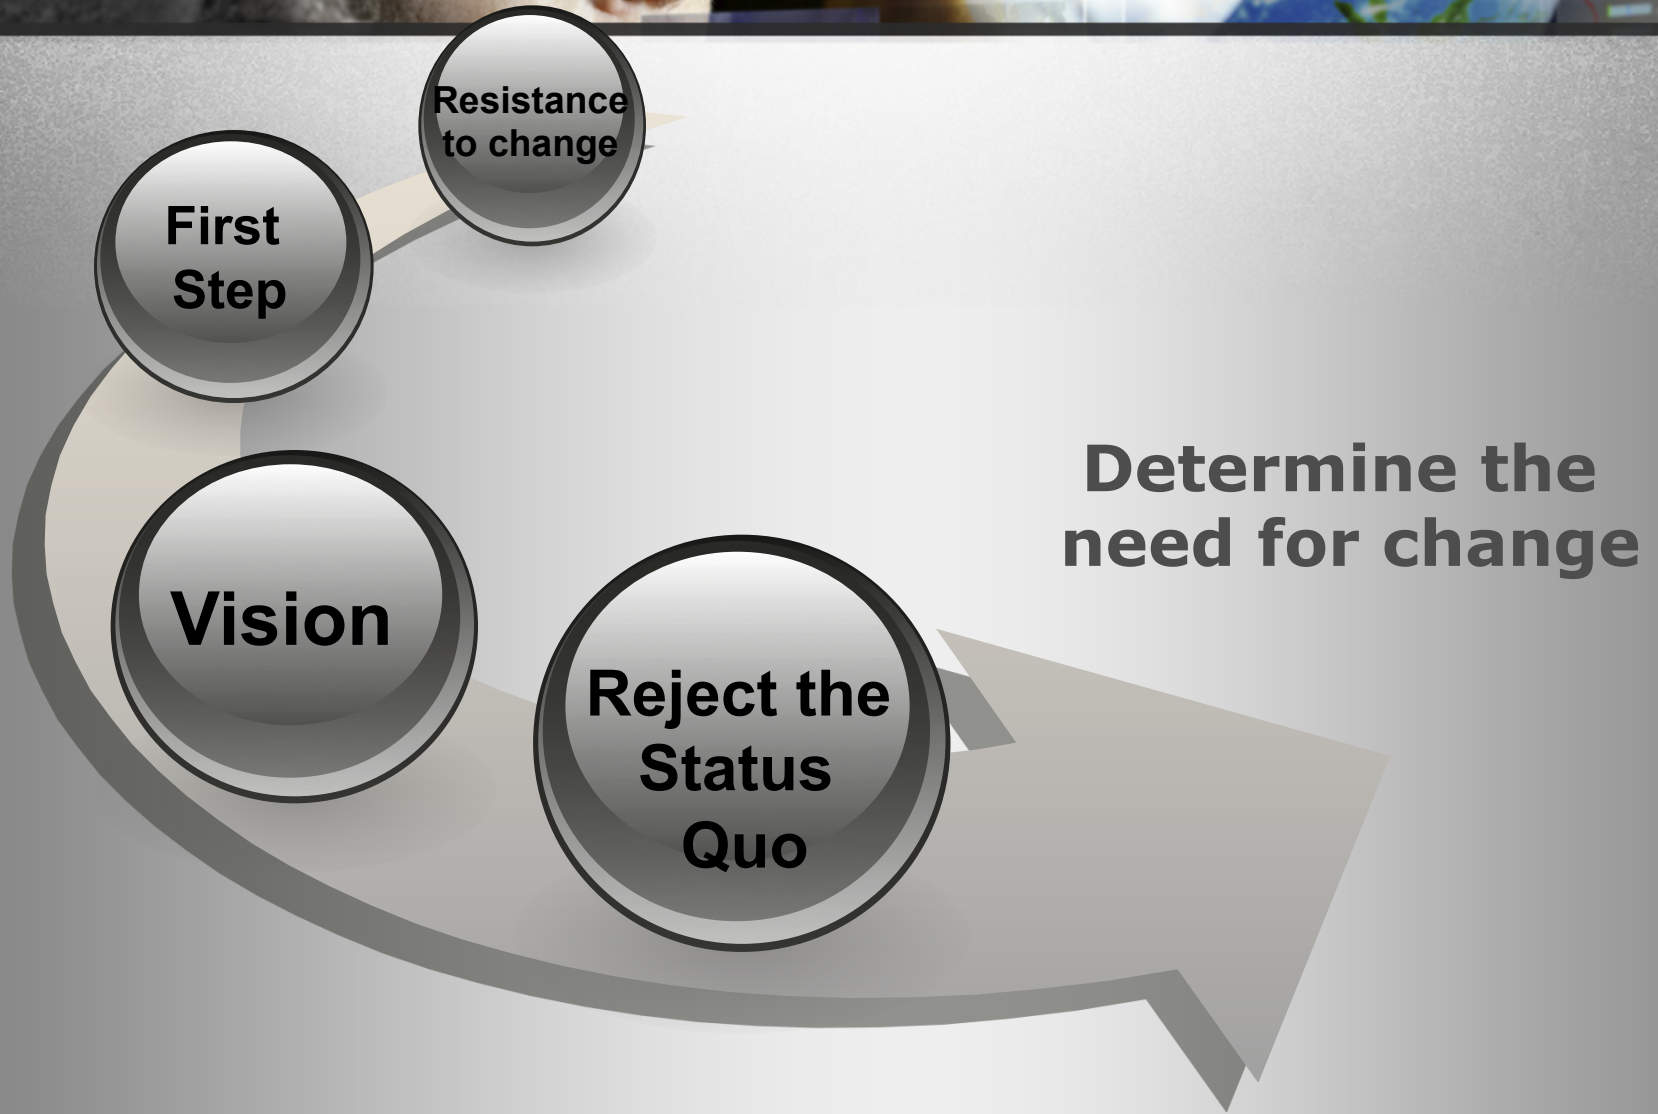 Resistance
to change
First
Step
Vision
Reject the
Status
Quo
Determine the
need for change